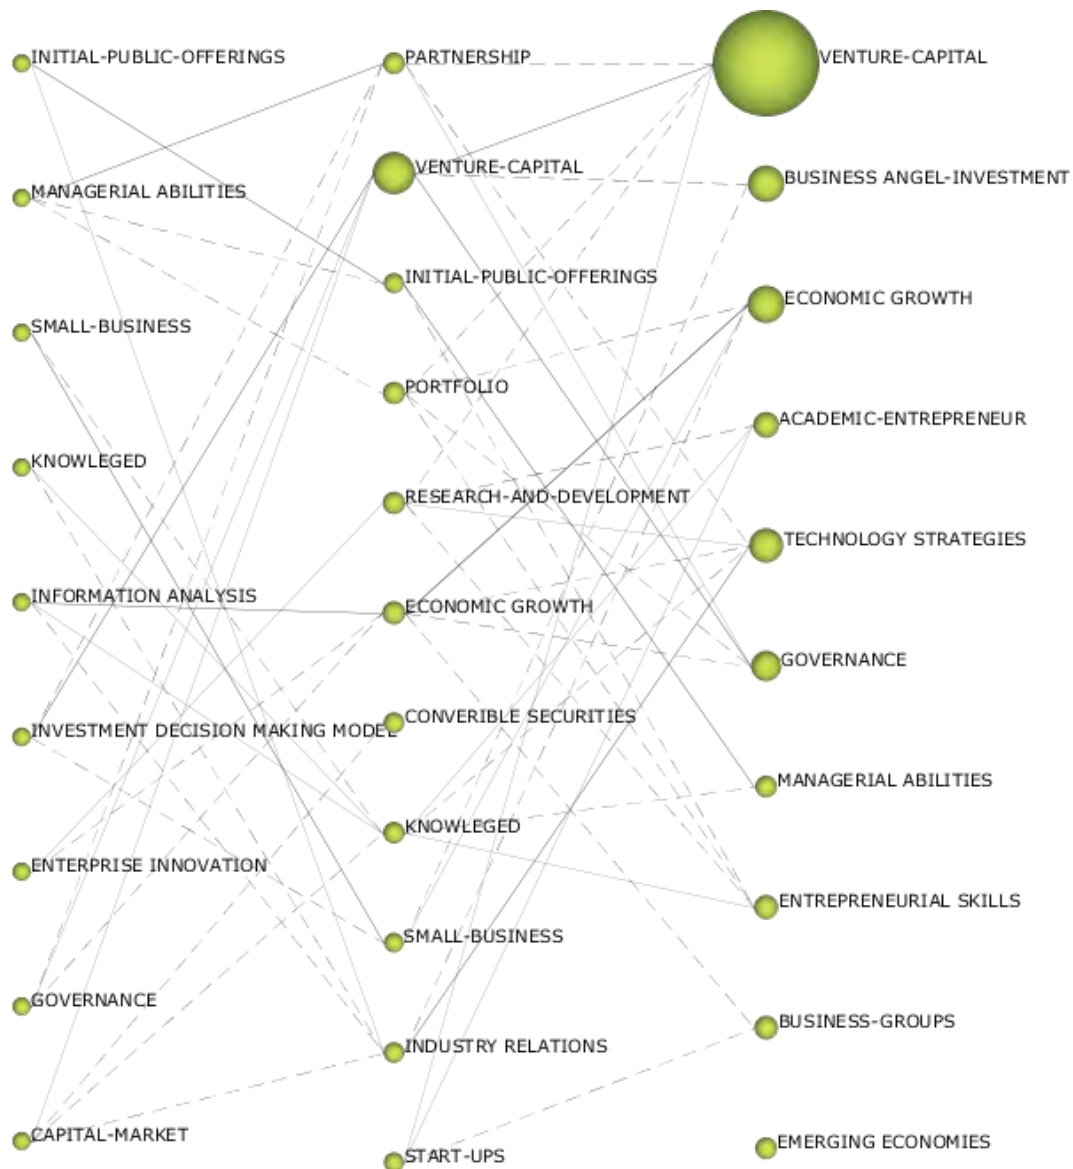 INITIAL-PUBLIC-OFFERINGS
MANAGERIAL ABILITIES
SMALL-BUSINESS
KNOWLEGED
INFORMATION ANALYSIS
INVESTMENT DECISION MAKING MODEL
ENTERPRISE INNOVATION
GOVERNANCE
CAPITAL-MARKET
PARTNERSHIP
VENTURE-CAPITAL
INITIAL-PUBLIC-OFFERINGS
PORTFOLIO
RESEARCH-AND-DEVELOPMENT
ECONOMIC GROWTH
CONVERIBLE SECURITIES
KNOWLEGED
SMALL-BUSINESS
INDUSTRY RELATIONS
START-UPS
VENTURE-CAPITAL
BUSINESS ANGEL-INVESTMENT
ECONOMIC GROWTH
ACADEMIC-ENTREPRENEUR
TECHNOLOGY STRATEGIES
GOVERNANCE
MANAGERIAL ABILITIES
ENTREPRENEURIAL SKILLS
BUSINESS-GROUPS
EMERGING ECONOMIES